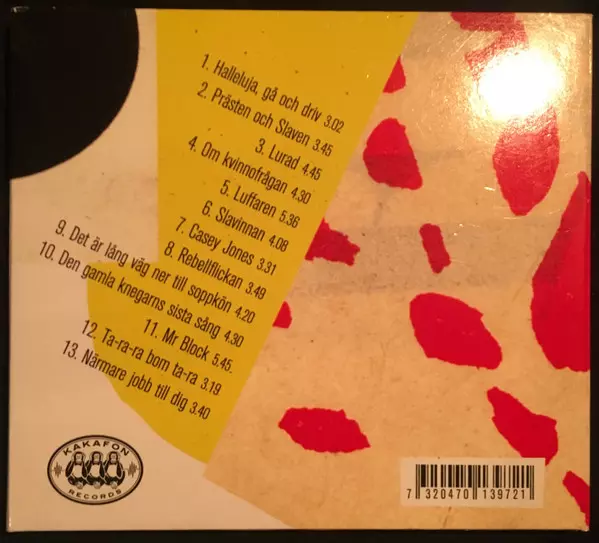 1. Halleluja, gå och driv 3.02
2. Prästen och Slaven 3.45
3. Lurad 4.45
4. Om kvinnofrågan 4.30
5. Luffaren 5.36
6. Slavinnan 4.08
7. Casey Jones 3.31
8. Rebellflickan 3.49
9. Det är lång väg ner till soppkön 4.20
10. Den gamla knegarns sista sång 4.30
11. Mr Block 5.45.
12. Ta-ra-ra bom ta-ra 3.19
13. Närmare jobb till dig 3.40
KAKAFON
RECORDS
7 320470 139721